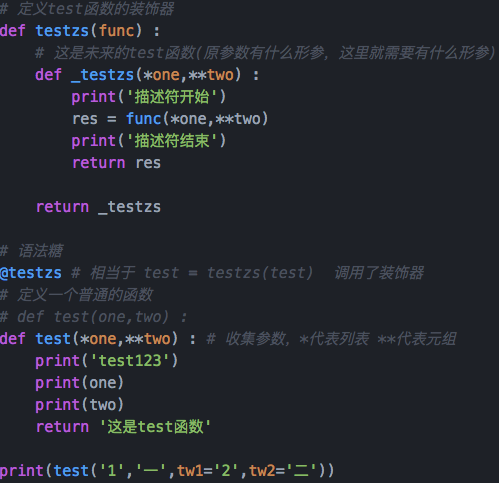 # 定义test函数的装饰器
def testzs(func) :
# 这是未来的test函数(原参数有什么形参，这里就需要有什么形参)
def _testzs(*one,**two) :
print('描述符开始')
res = func(*one,**two)
print('描述符结束')
return res
return _testzs
# 语法糖
@testzs # 相当于 test = testzs(test)  调用了装饰器
# 定义一个普通的函数
# def test(one,two) :
def test(*one,**two) : # 收集参数，*代表列表 **代表元组
print('test123')
print(one)
print(two)
return '这是test函数'
print(test('1','一',tw1='2',tw2='二'))